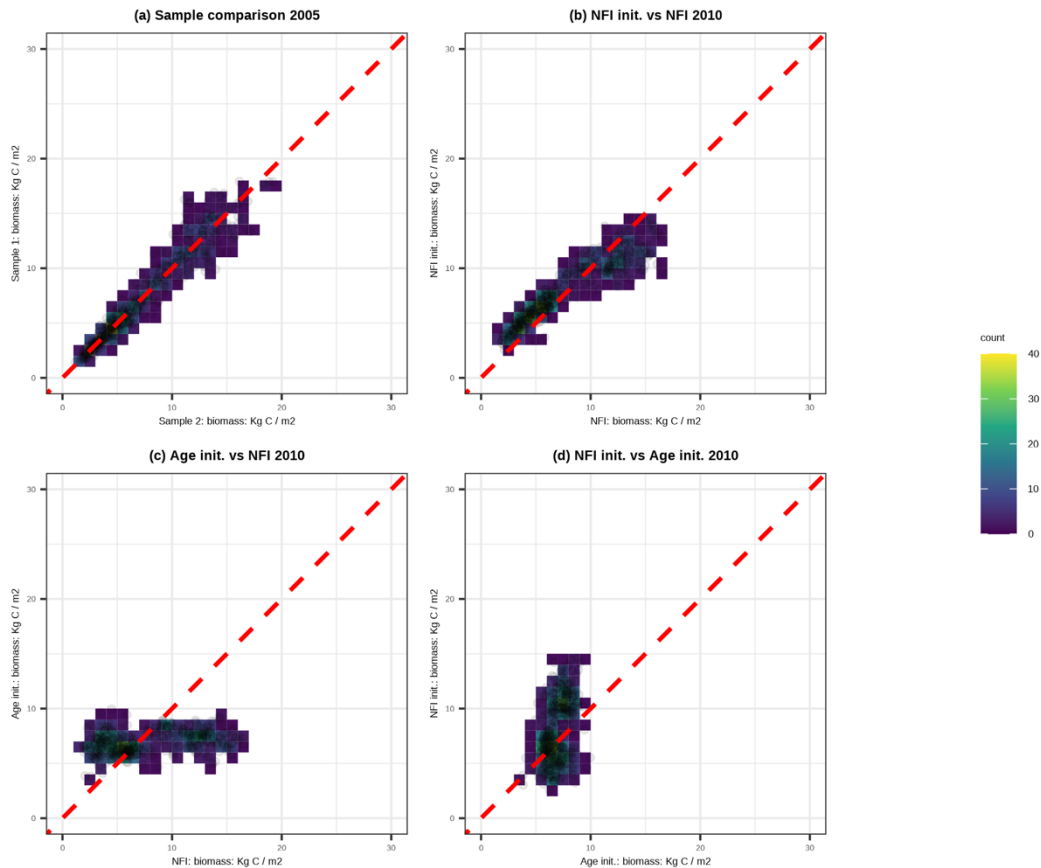 (a) Sample comparison 2005
30
20
10
0
Sample 1: biomass: Kg C / m2
0
10
20
30
Sample 2: biomass: Kg C / m2
(b) NFI init. vs NFI 2010
30
20
10
0
NFI init.: biomass: Kg C / m2
0
10
20
30
NFI: biomass: Kg C / m2
count
40
30
20
10
0
(c) Age init. vs NFI 2010
30
20
10
0
Age init.: biomass: Kg C / m2
0
10
20
30
NFI: biomass: Kg C / m2
(d) NFI init. vs Age init. 2010
30
20
10
0
NFI init.: biomass: Kg C / m2
0
10
20
30
Age init.: biomass: Kg C / m2